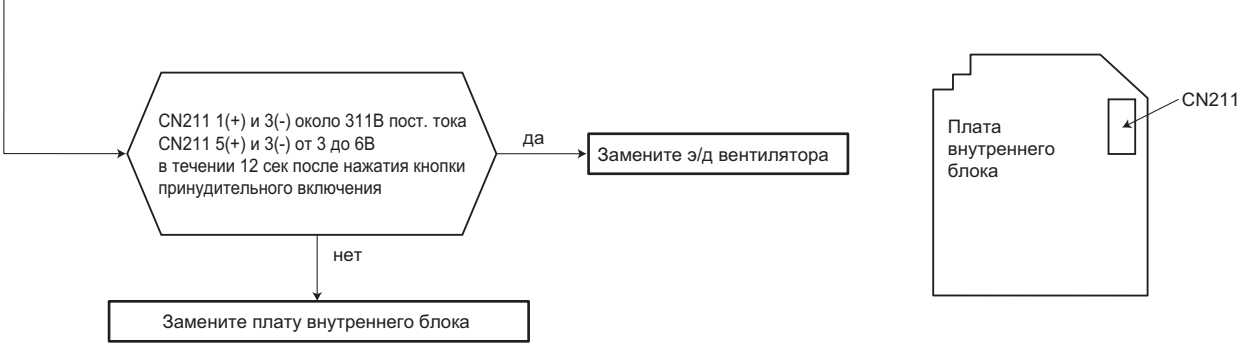 CN211 1(+) и 3(-) около 311В пост. тока
CN211 5(+) и 3(-) от 3 до 6В
в течении 12 сек после нажатия кнопки
принудительного включения
да
Замените э/д вентилятора
нет
Замените плату внутреннего блока
CN211
Плата
внутреннего
блока